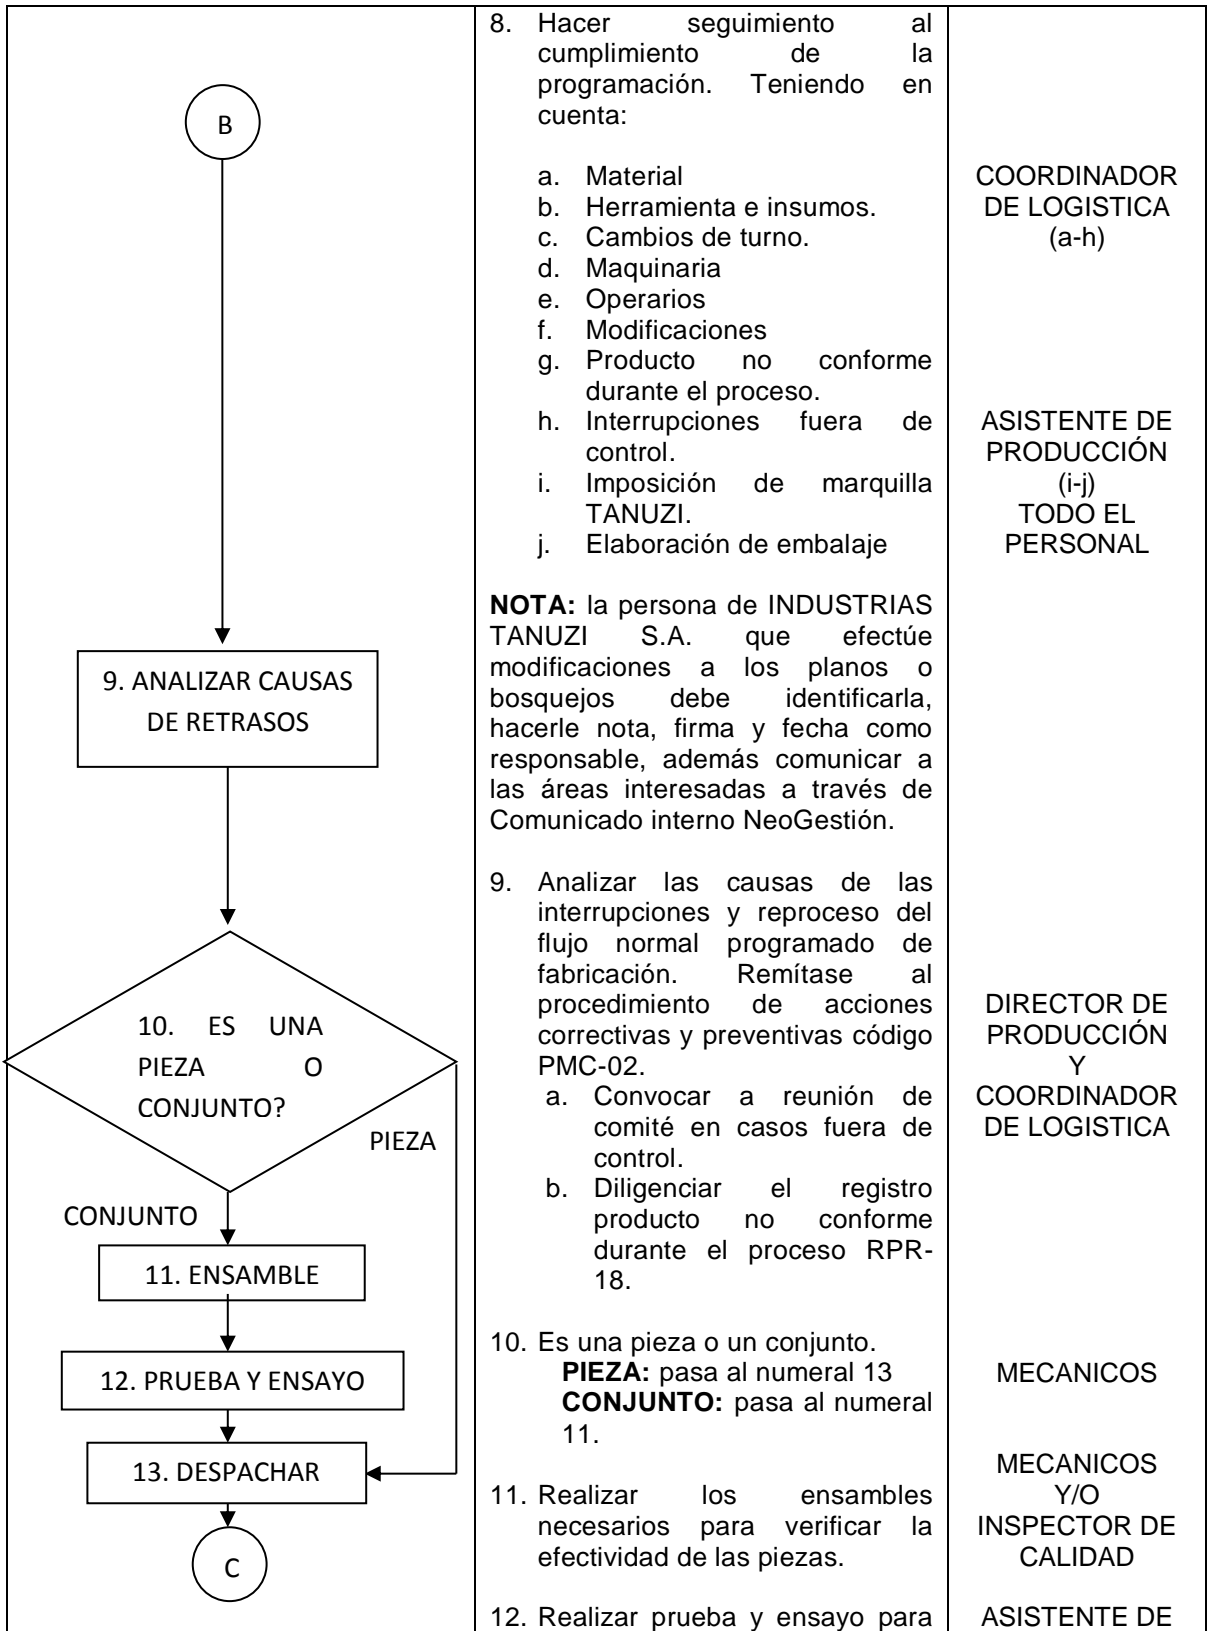 B
9. ANALIZAR CAUSAS
DE RETRASOS
10. ES UNA
PIEZA O
CONJUNTO?
PIEZA
CONJUNTO
11. ENSAMBLE
12. PRUEBA Y ENSAYO
13. DESPACHAR
C
8. Hacer seguimiento al
cumplimiento de la
programación. Teniendo en
cuenta:
a. Material
b. Herramienta e insumos.
c. Cambios de turno.
d. Maquinaria
e. Operarios
f. Modificaciones
g. Producto no conforme
durante el proceso.
h. Interrupciones fuera de
control.
i. Imposición de marquilla
TANUZI.
j. Elaboración de embalaje
NOTA: la persona de INDUSTRIAS
TANUZI S.A. que efectúe
modificaciones a los planos o
bosquejos debe identificarla,
hacerle nota, firma y fecha como
responsable, además comunicar a
las áreas interesadas a través de
Comunicado interno NeoGestión.
9. Analizar las causas de las
interrupciones y reproceso del
flujo normal programado de
fabricación. Remítase al
procedimiento de acciones
correctivas y preventivas código
PMC-02.
a. Convocar a reunión de
comité en casos fuera de
control.
b. Diligenciar el registro
producto no conforme
durante el proceso RPR-
18.
10. Es una pieza o un conjunto.
PIEZA: pasa al numeral 13
CONJUNTO: pasa al numeral
11.
11. Realizar los ensambles
necesarios para verificar la
efectividad de las piezas.
12. Realizar prueba y ensayo para
COORDINADOR
DE LOGISTICA
(a-h)
ASISTENTE DE
PRODUCCIÓN
(i-j)
TODO EL
PERSONAL
DIRECTOR DE
PRODUCCIÓN
Y
COORDINADOR
DE LOGISTICA
MECANICOS
MECANICOS
Y/O
INSPECTOR DE
CALIDAD
ASISTENTE DE